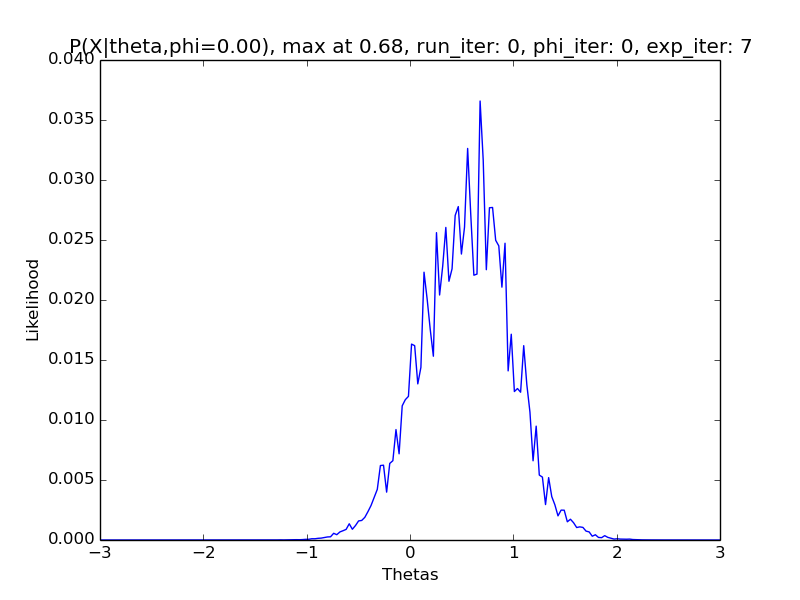 P(X|theta,phi=0.00), max at 0.68, run_iter: 0, phi_iter: 0, exp_iter: 7
0.040
0.035
0.030
0.025
0.020
0.015
0.010
0.005
0.000
Likelihood
−3 −2 −1 0 1 2 3
Thetas